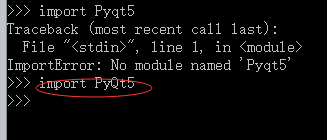 >>> import Pyqt5
Traceback (most recent call last):
  File "<stdin>", line 1, in <module>
ImportError: No module named 'Pyqt5'
>>> import PyQt5
>>>